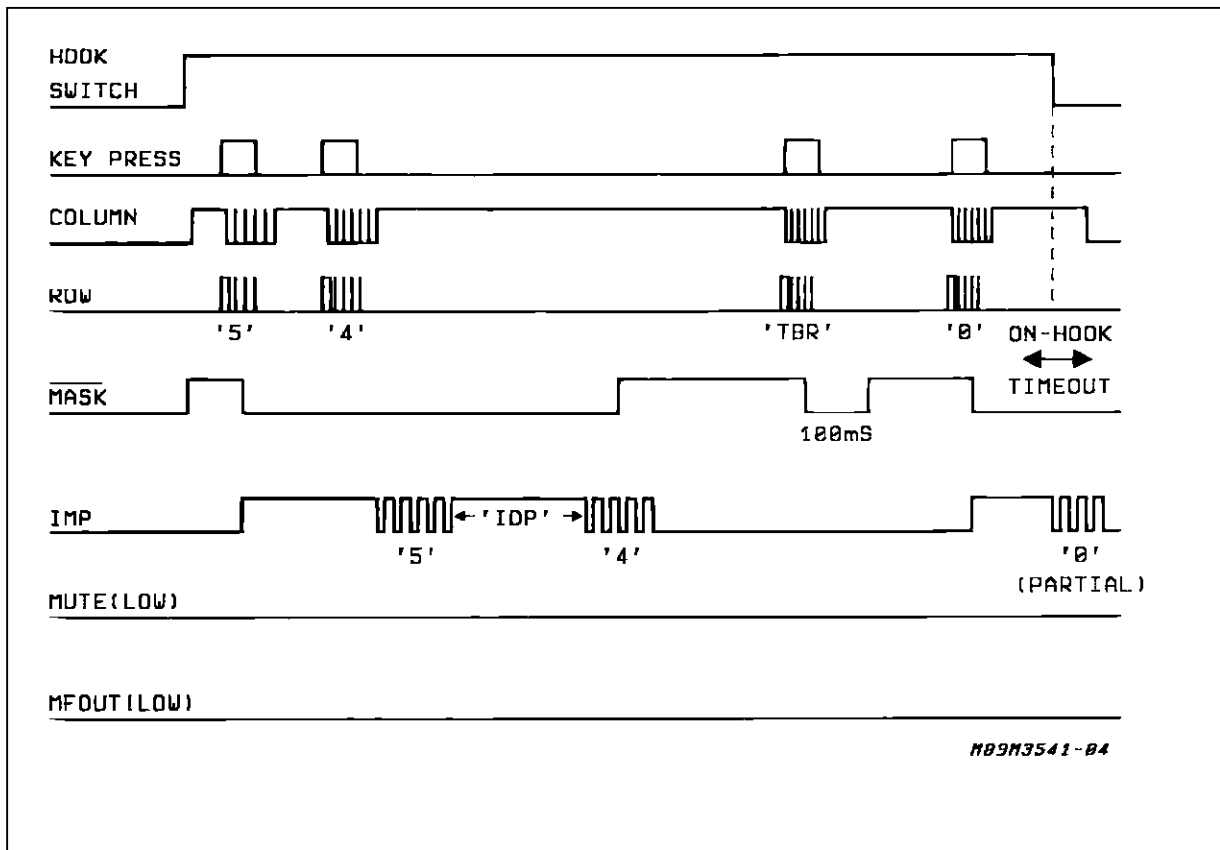 HOOK
SWITCH
KEY PRESS
COLUMN
ROW
'5' '4' 'TBR' '0' ON-HOOK
TIMEOUT
MASK
100mS
IMP 'IDP'
'5' '4' '0'
(PARTIAL)
MUTE(LOW)
MFOUT(LOW)
M89M3541-04